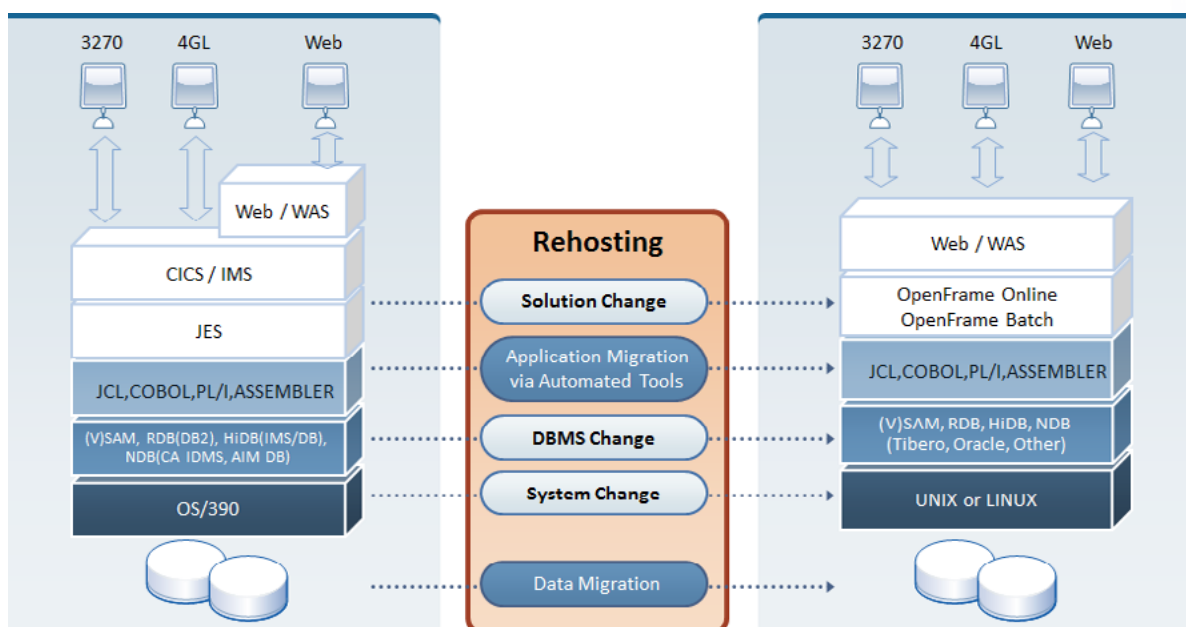 3270
4GL
Web
Web / WAS
CICS / IMS
JES
JCL,COBOL,PL/I,ASSEMBLER
(V)SAM, RDB(DB2), HiDB(IMS/DB),
NDB(CA IDMS, AIM DB)
OS/390
Rehosting
Solution Change
Application Migration
via Automated Tools
DBMS Change
System Change
Data Migration
3270
4GL
Web
Web / WAS
OpenFrame Online
OpenFrame Batch
JCL,COBOL,PL/I,ASSEMBLER
(V)SAM, RDB, HiDB, NDB
(Tibero, Oracle, Other)
UNIX or LINUX